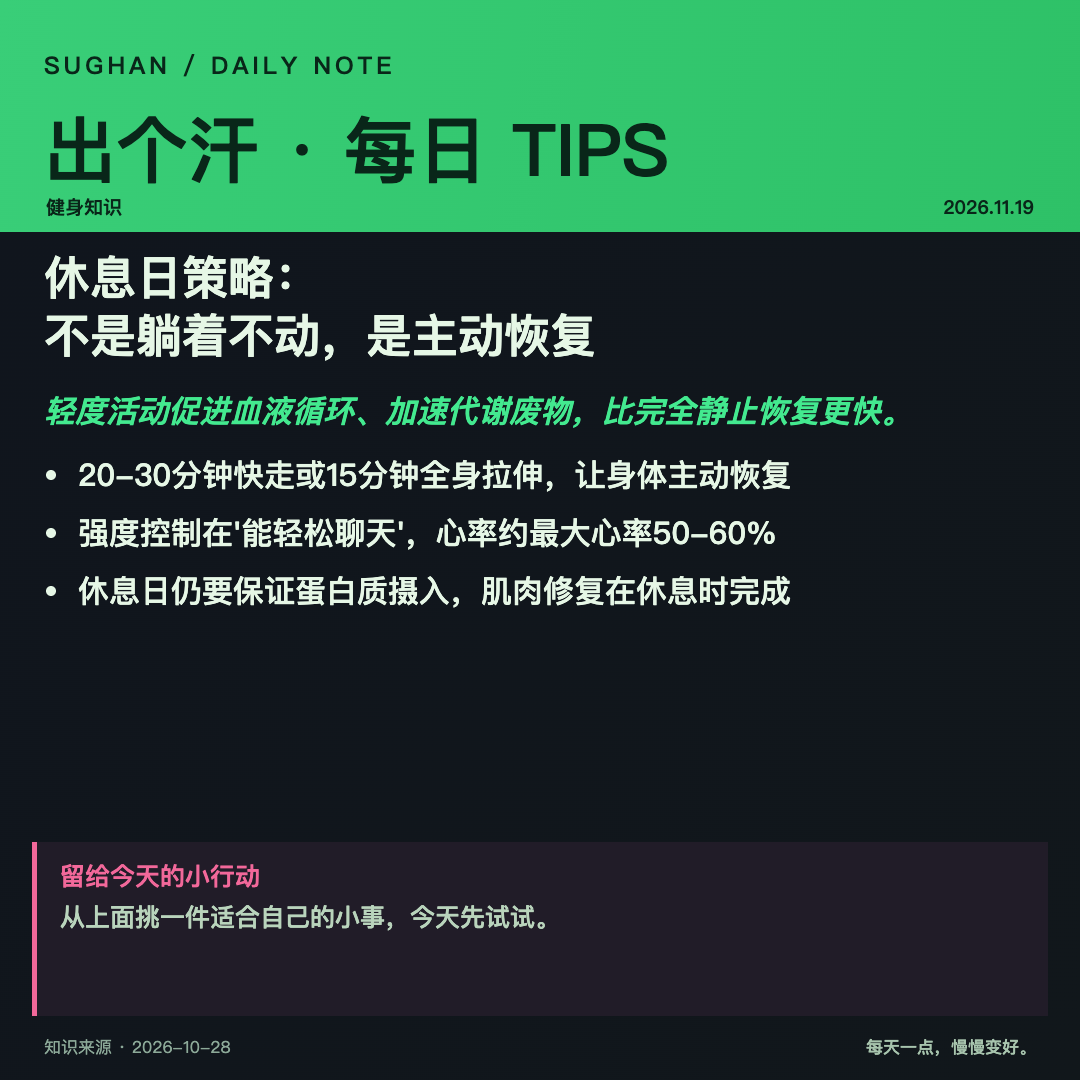 SUGHAN / DAILY NOTE
出个汗 · 每日 TIPS
健身知识
2026.11.19
休息日策略：
不是躺着不动，是主动恢复
轻度活动促进血液循环、加速代谢废物，比完全静止恢复更快。
• 20–30分钟快走或15分钟全身拉伸，让身体主动恢复
• 强度控制在'能轻松聊天'，心率约最大心率50–60%
• 休息日仍要保证蛋白质摄入，肌肉修复在休息时完成
留给今天的小行动
从上面挑一件适合自己的小事，今天先试试。
知识来源 · 2026–10–28
每天一点，慢慢变好。